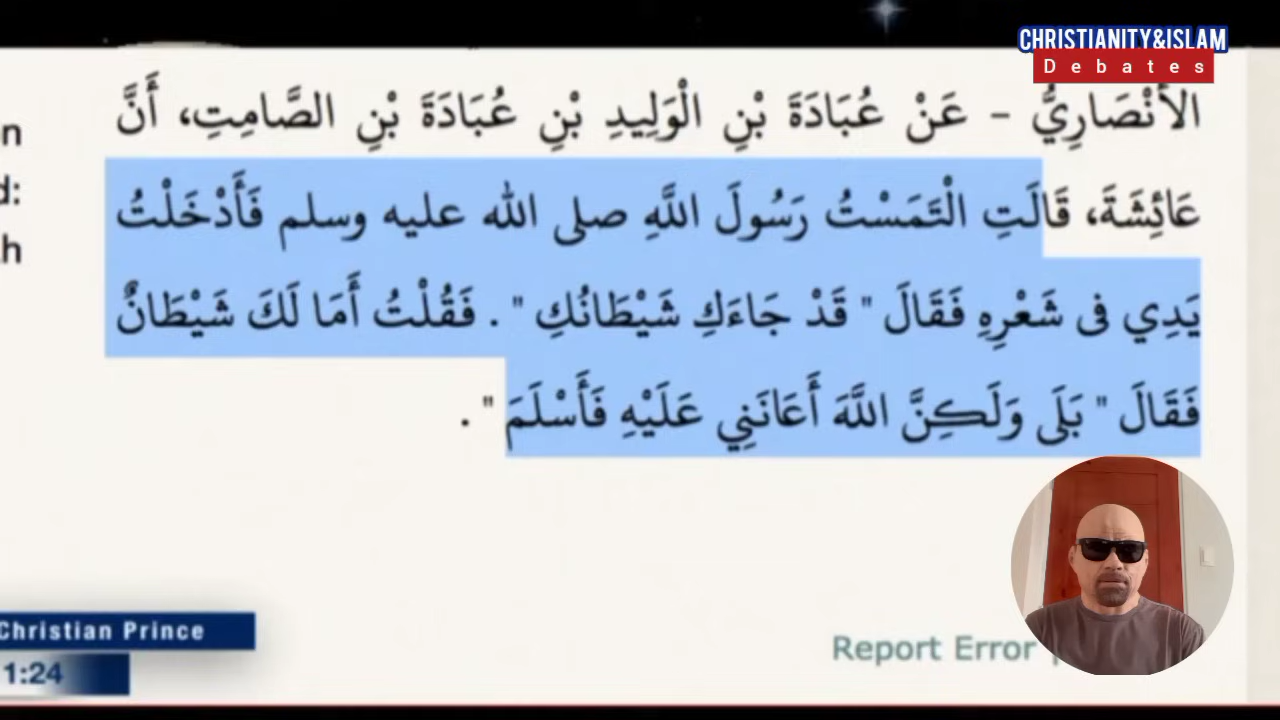 CHRISTIANITY&ISLAM
Debates
الأَنْصَارِيُّ - عَنْ عُبَادَةَ بْنِ الْوَلِيدِ بْنِ عُبَادَةَ بْنِ الصَّامِتِ، أَنَّ
عَائِشَةَ، قَالَتِ الْتَمَسْتُ رَسُولَ اللَّهِ صلى الله عليه وسلم فَأَدْخَلْتُ
يَدِي فِي شَعْرِهِ فَقَالَ " قَدْ جَاءَكِ شَيْطَانُكِ " . فَقُلْتُ أَمَا لَكَ شَيْطَانٌ
فَقَالَ " بَلَى وَلَكِنَّ اللَّهَ أَعَانَنِي عَلَيْهِ فَأَسْلَمَ " .
Christian Prince
1:24
Report Error |